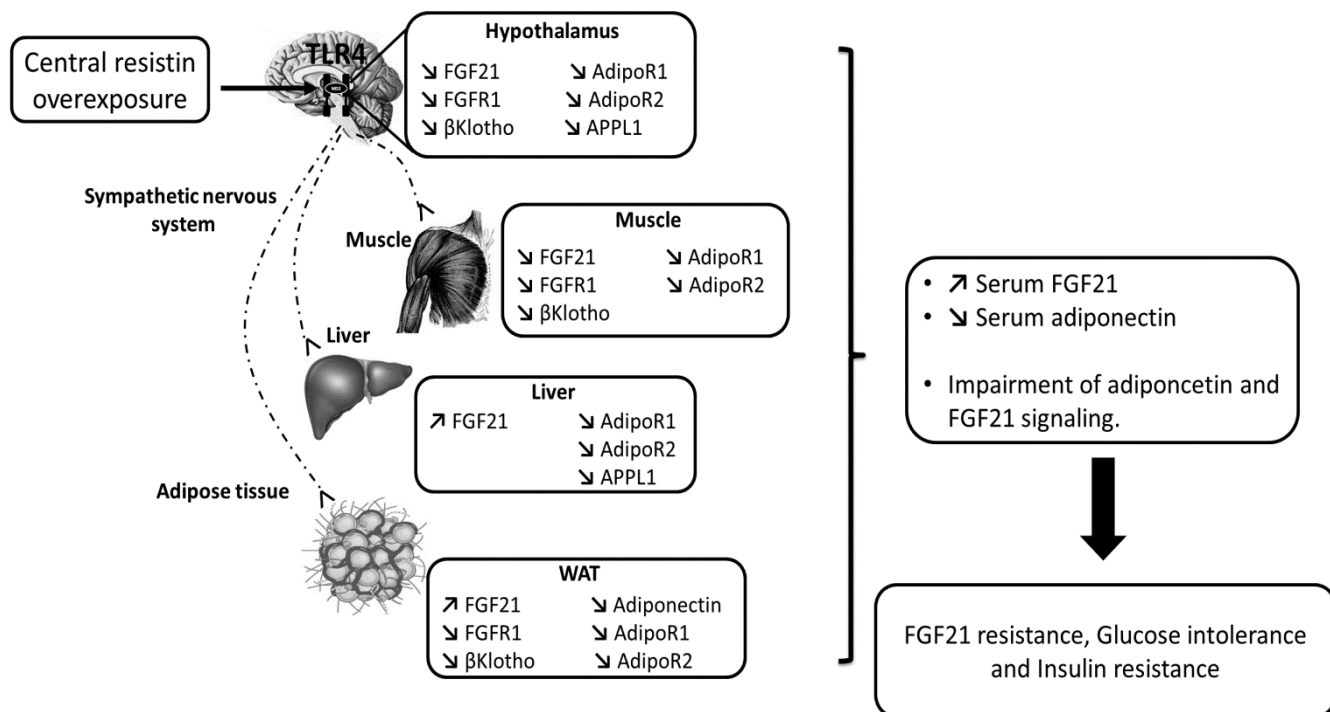 Central resistin
overexposure
TLR4
MD2
Hypothalamus
↘ FGF21 ↘ AdipoR1
↘ FGFR1 ↘ AdipoR2
↘ βKlotho ↘ APPL1
Sympathetic nervous
system
Muscle
Muscle
↘ FGF21 ↘ AdipoR1
↘ FGFR1 ↘ AdipoR2
↘ βKlotho
Liver
Liver
↗ FGF21 ↘ AdipoR1
↘ AdipoR2
↘ APPL1
Adipose tissue
WAT
↗ FGF21 ↘ Adiponectin
↘ FGFR1 ↘ AdipoR1
↘ βKlotho ↘ AdipoR2
• ↗ Serum FGF21
• ↘ Serum adiponectin
• Impairment of adiponcetin and
FGF21 signaling.
FGF21 resistance, Glucose intolerance
and Insulin resistance